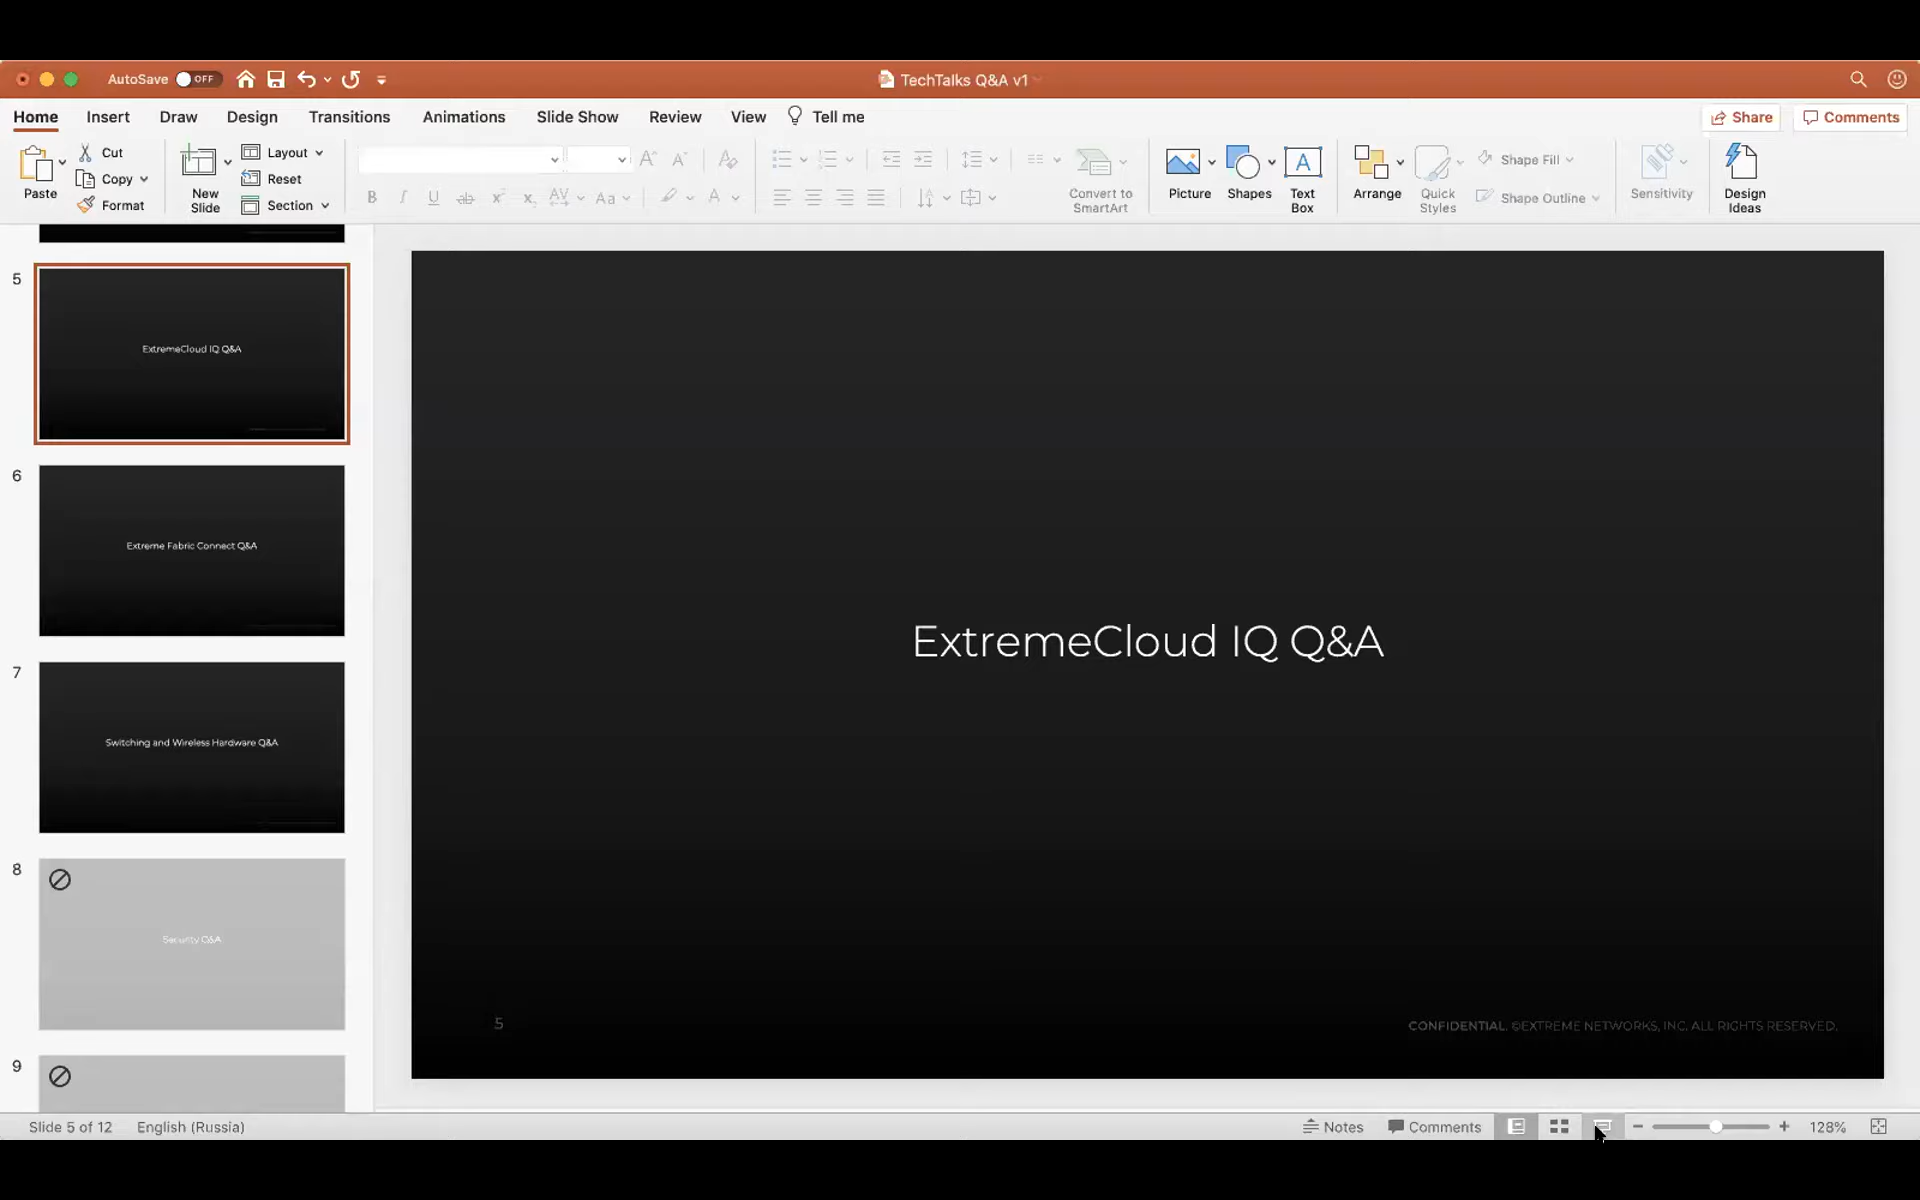 AutoSave OFF
TechTalks Q&A v1
Home Insert Draw Design Transitions Animations Slide Show Review View Tell me
Share Comments
Paste
Cut
Copy
Format
New Slide
Layout
Reset
Section
B I U ab x x AV Aa A
A A A
Convert to SmartArt
Picture
Shapes
A
Text Box
Arrange
Quick Styles
Shape Fill
Shape Outline
Sensitivity
Design Ideas
5
ExtremeCloud IQ Q&A
6
Extreme Fabric Connect Q&A
7
Switching and Wireless Hardware Q&A
8
Security Q&A
9
ExtremeCloud IQ Q&A
5
CONFIDENTIAL. ©EXTREME NETWORKS, INC. ALL RIGHTS RESERVED.
Slide 5 of 12 English (Russia)
Notes Comments 128%